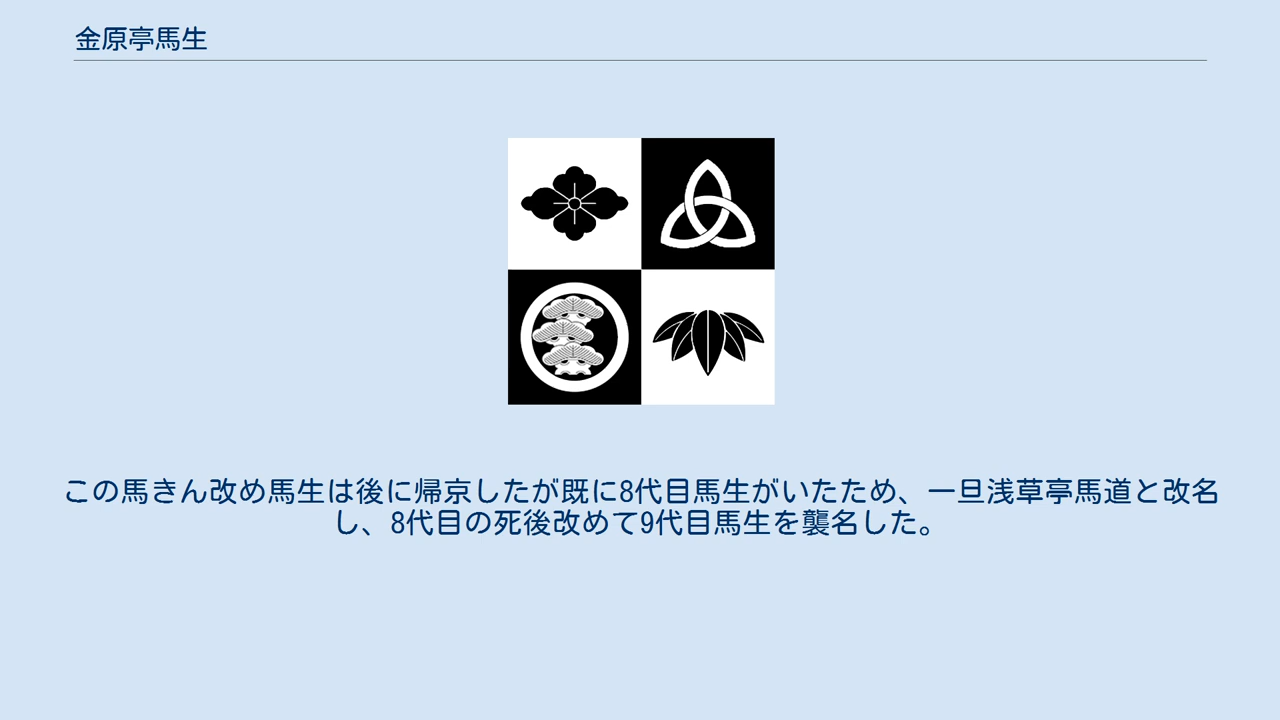 金原亭馬生
この馬きん改め馬生は後に帰京したが既に8代目馬生がいたため、一旦浅草亭馬道と改名
し、8代目の死後改めて9代目馬生を襲名した。